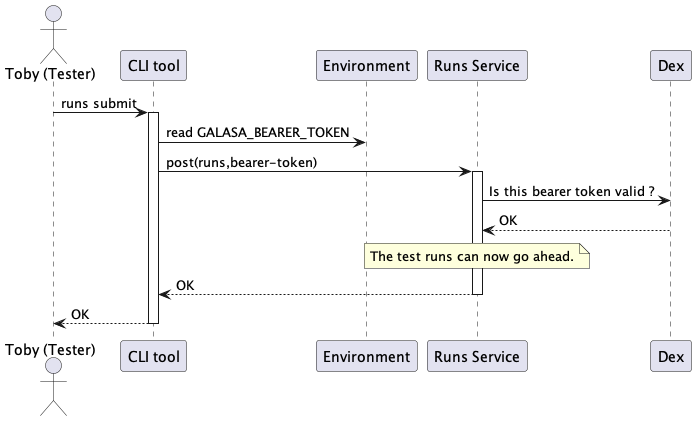 Toby (Tester)
CLI tool
Environment
Runs Service
Dex
runs submit
read GALASA_BEARER_TOKEN
post(runs,bearer-token)
Is this bearer token valid ?
OK
The test runs can now go ahead.
OK
OK
Toby (Tester)
CLI tool
Environment
Runs Service
Dex